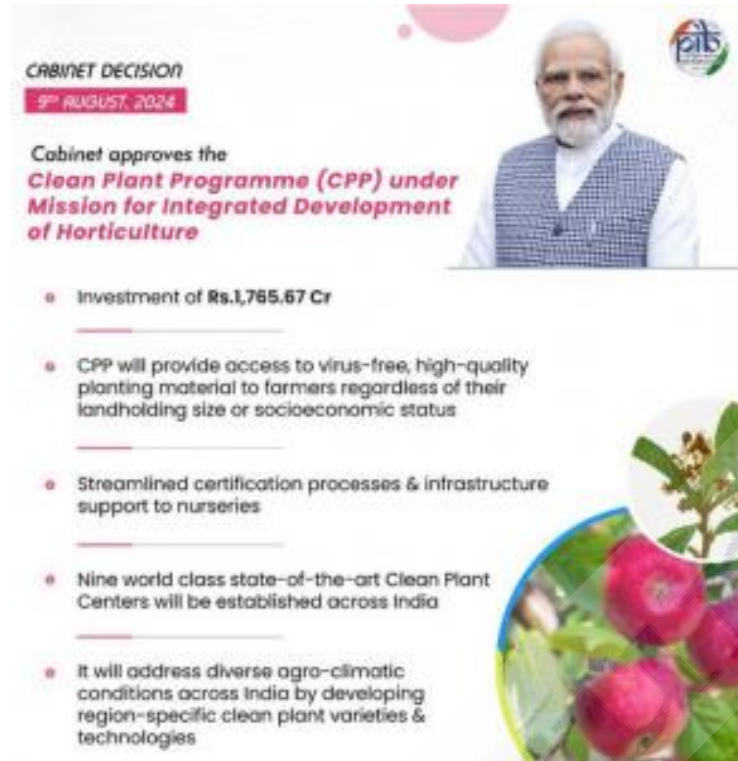 pib
CABINET DECISION
9TH AUGUST, 2024
Cabinet approves the
Clean Plant Programme (CPP) under
Mission for Integrated Development
of Horticulture
Investment of Rs.1,765.67 Cr
CPP will provide access to virus-free, high-quality
planting material to farmers regardless of their
landholding size or socioeconomic status
Streamlined certification processes & infrastructure
support to nurseries
Nine world class state-of-the-art Clean Plant
Centers will be established across India
It will address diverse agro-climatic
conditions across India by developing
region-specific clean plant varieties &
technologies